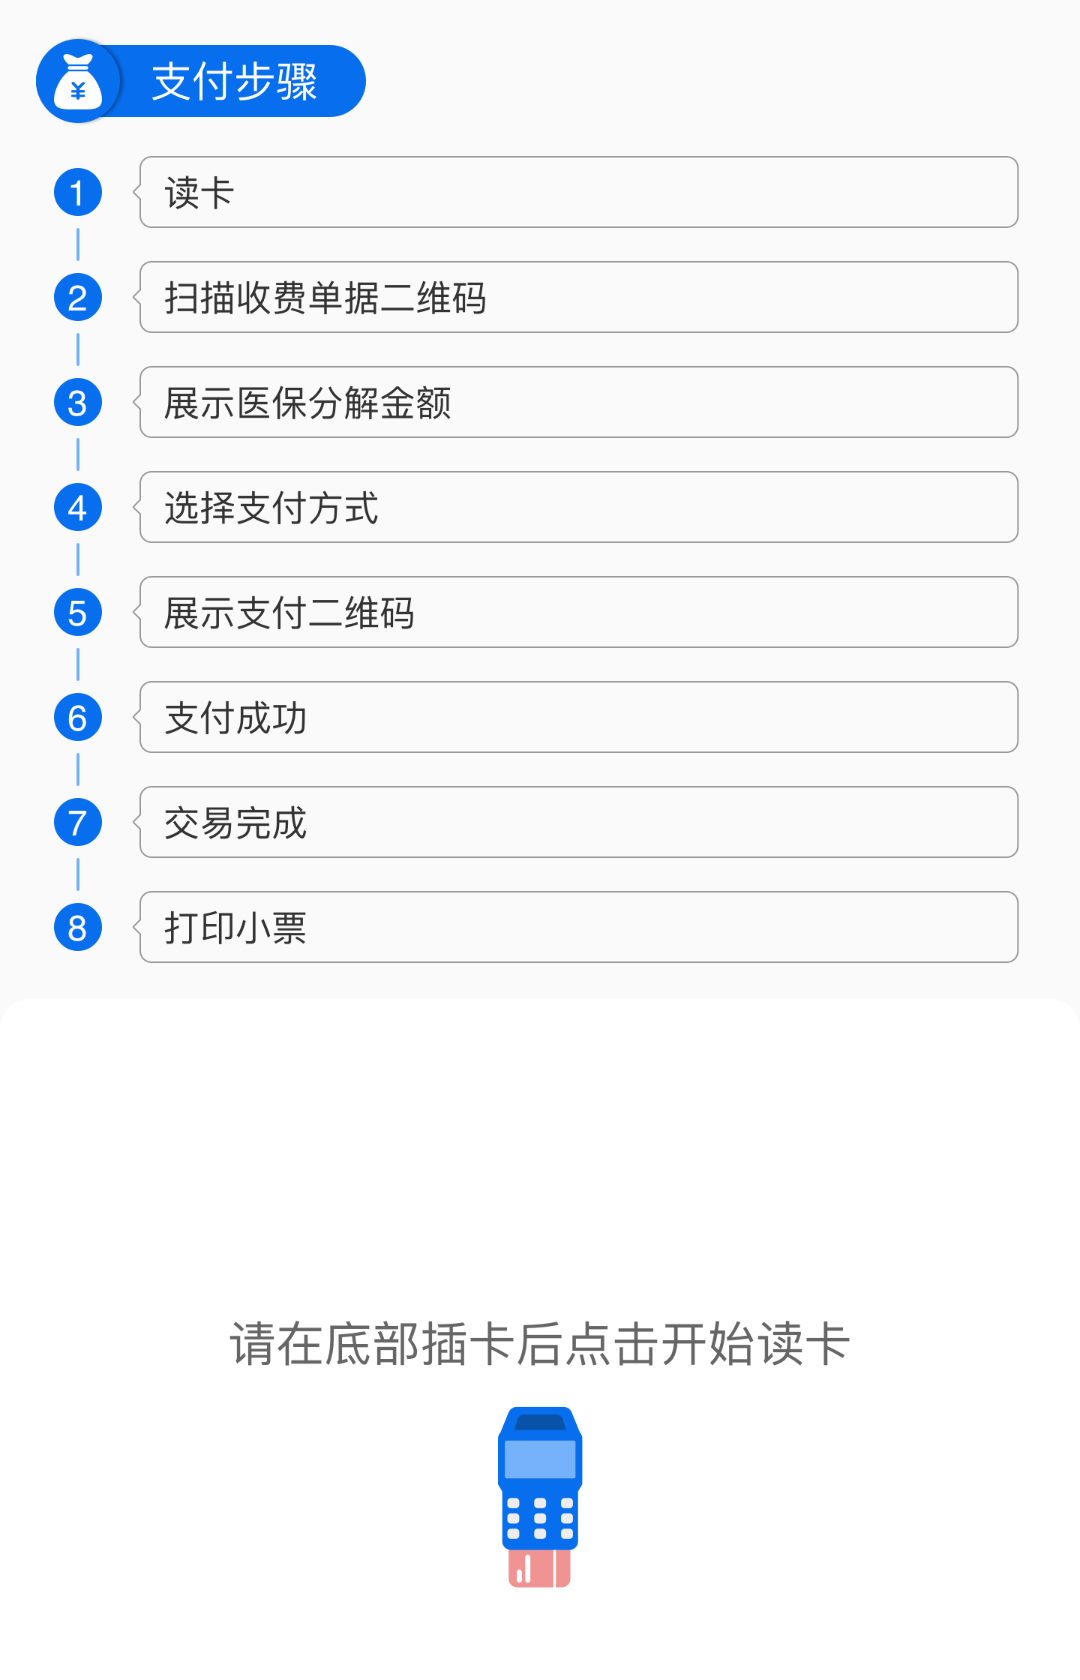 ¥
支付步骤
1
读卡
2
扫描收费单据二维码
3
展示医保分解金额
4
选择支付方式
5
展示支付二维码
6
支付成功
7
交易完成
8
打印小票
请在底部插卡后点击开始读卡